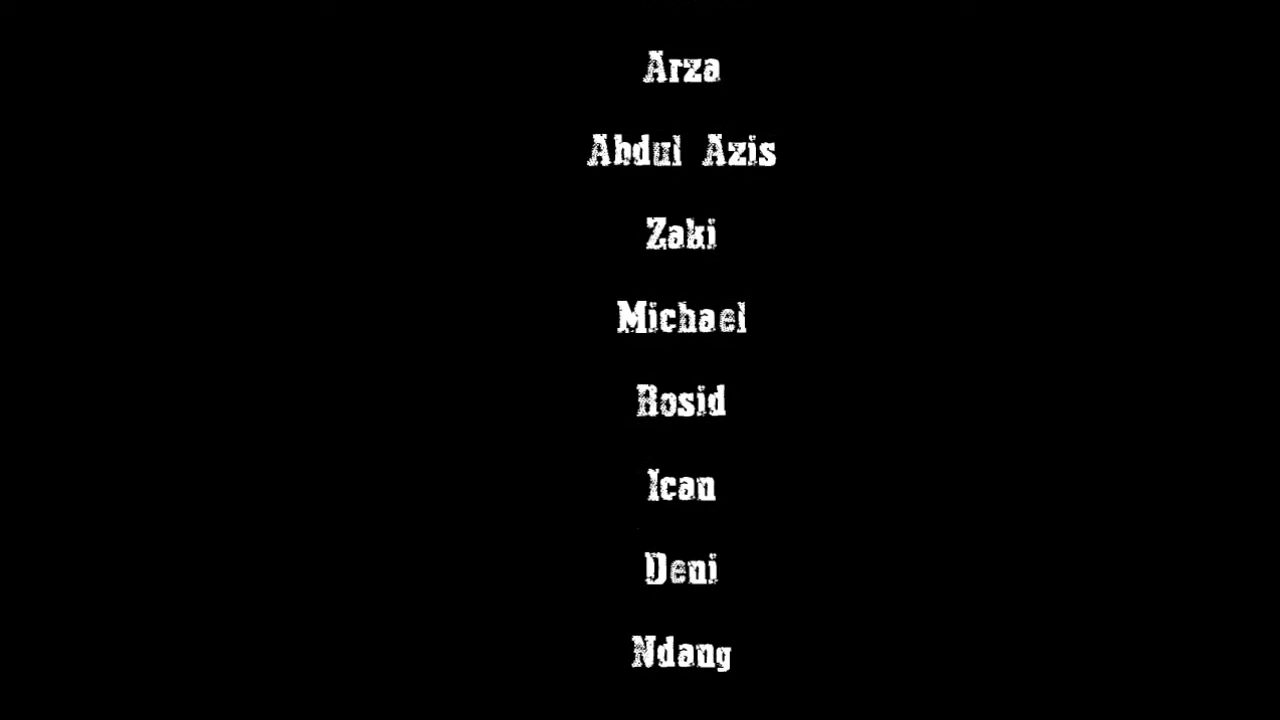 Arza
Abdul Azis
Zaki
Michael
Rosid
Ican
Deni
Ndang